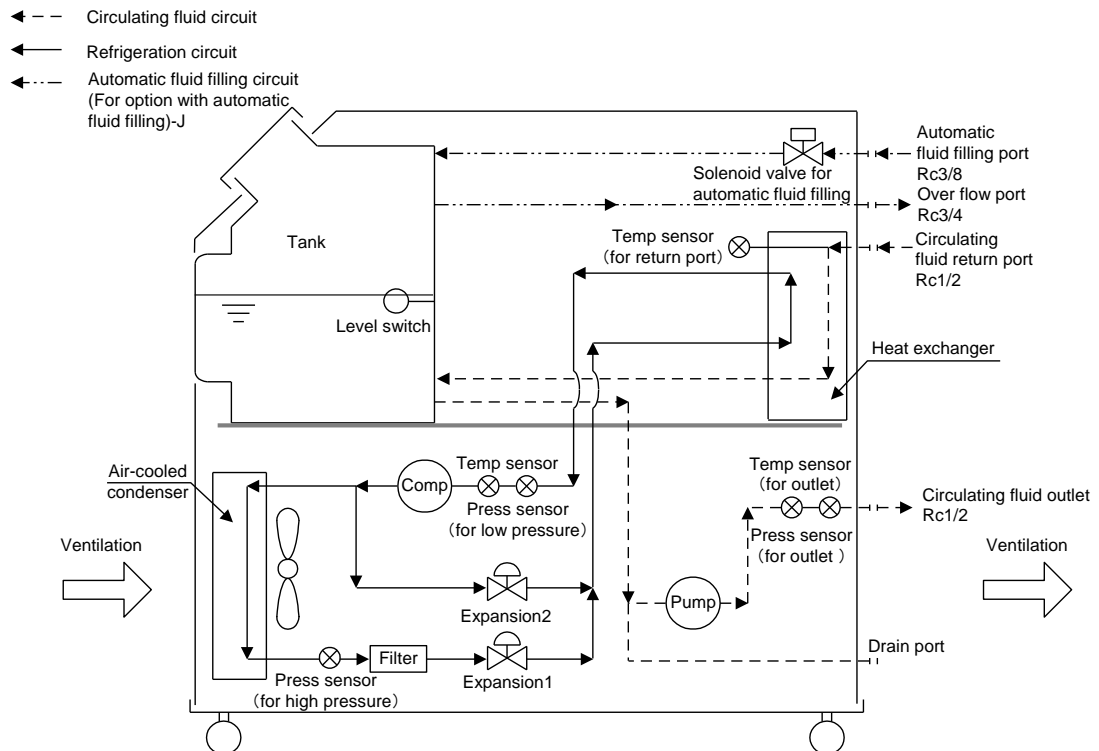 Circulating fluid circuit
Refrigeration circuit
Automatic fluid filling circuit
(For option with automatic
fluid filling)-J
Automatic
fluid filling port
Rc3/8
Solenoid valve for
automatic fluid filling
Over flow port
Rc3/4
Tank
Temp sensor
(for return port)
Circulating
fluid return port
Rc1/2
Level switch
Heat exchanger
Air-cooled
condenser
Comp
Temp sensor
Press sensor
(for low pressure)
Temp sensor
(for outlet)
Press sensor
(for outlet )
Circulating fluid outlet
Rc1/2
Ventilation
Ventilation
Expansion2
Pump
Filter
Expansion1
Press sensor
(for high pressure)
Drain port